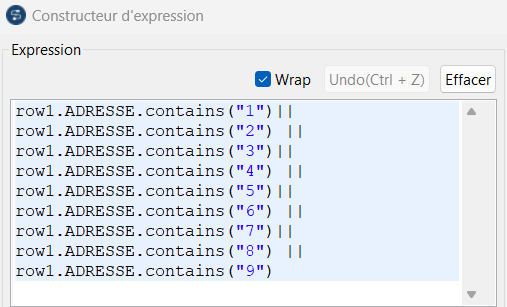 Constructeur d'expression
Expression
Wrap Undo(Ctrl + Z) Effacer
row1.ADRESSE.contains("1")||
row1.ADRESSE.contains("2") ||
row1.ADRESSE.contains("3")||
row1.ADRESSE.contains("4") ||
row1.ADRESSE.contains("5")||
row1.ADRESSE.contains("6") ||
row1.ADRESSE.contains("7")||
row1.ADRESSE.contains("8") ||
row1.ADRESSE.contains("9")